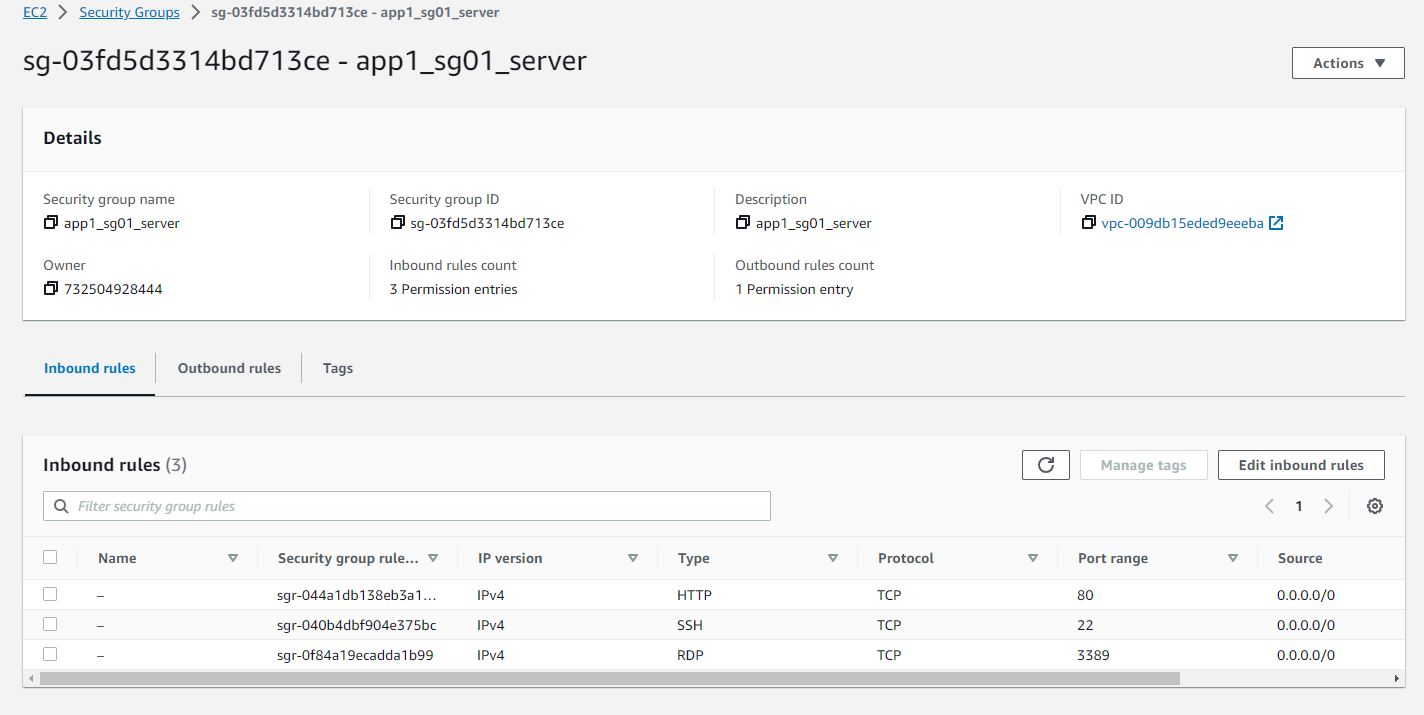 EC2 > Security Groups > sg-03fd5d3314bd713ce - app1_sg01_server
sg-03fd5d3314bd713ce - app1_sg01_server
Actions
Details
Security group name
app1_sg01_server
Security group ID
sg-03fd5d3314bd713ce
Description
app1_sg01_server
VPC ID
vpc-009db15eded9eeeba
Owner
732504928444
Inbound rules count
3 Permission entries
Outbound rules count
1 Permission entry
Inbound rules Outbound rules Tags
Inbound rules (3)
Manage tags Edit inbound rules
Filter security group rules
1
Name Security group rule... IP version Type Protocol Port range Source
– sgr-044a1db138eb3a1... IPv4 HTTP TCP 80 0.0.0.0/0
– sgr-040b4dbf904e375bc IPv4 SSH TCP 22 0.0.0.0/0
– sgr-0f84a19ecadda1b99 IPv4 RDP TCP 3389 0.0.0.0/0